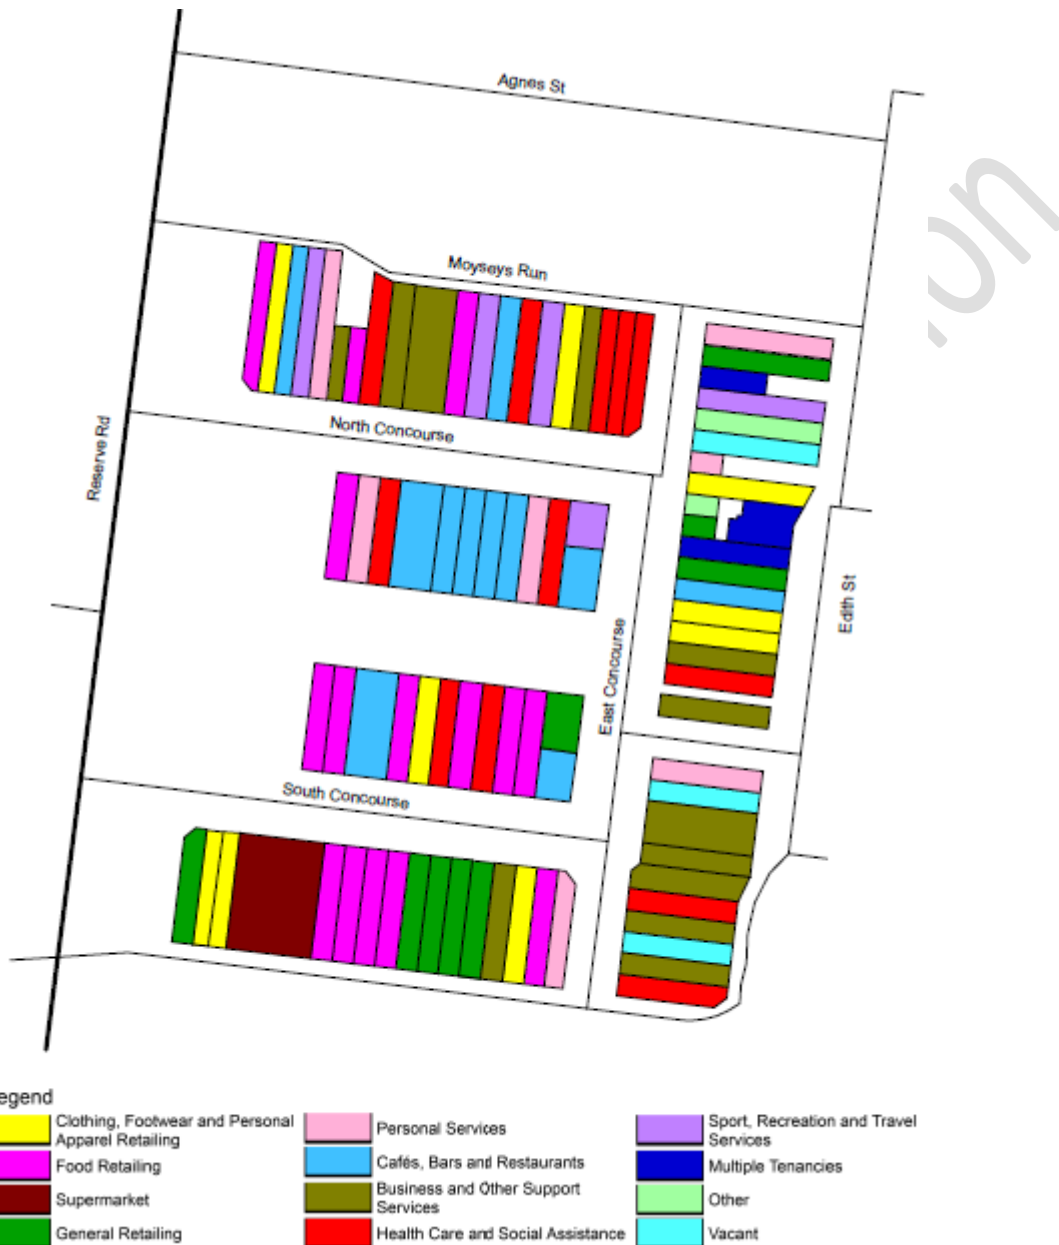 Agnes St
Moyseys Run
North Concourse
Reserve Rd
Edith St
East Concourse
South Concourse
egend
Clothing, Footwear and Personal
Apparel Retailing
Food Retailing
Supermarket
General Retailing
Personal Services
Cafés, Bars and Restaurants
Business and Other Support
Services
Health Care and Social Assistance
Sport, Recreation and Travel
Services
Multiple Tenancies
Other
Vacant
on